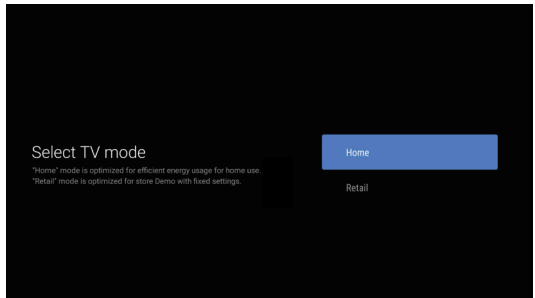 Select TV mode
"Home" mode is optimized for efficient energy usage for home use.
"Retail" mode is optimized for store Demo with fixed settings.
Home
Retail